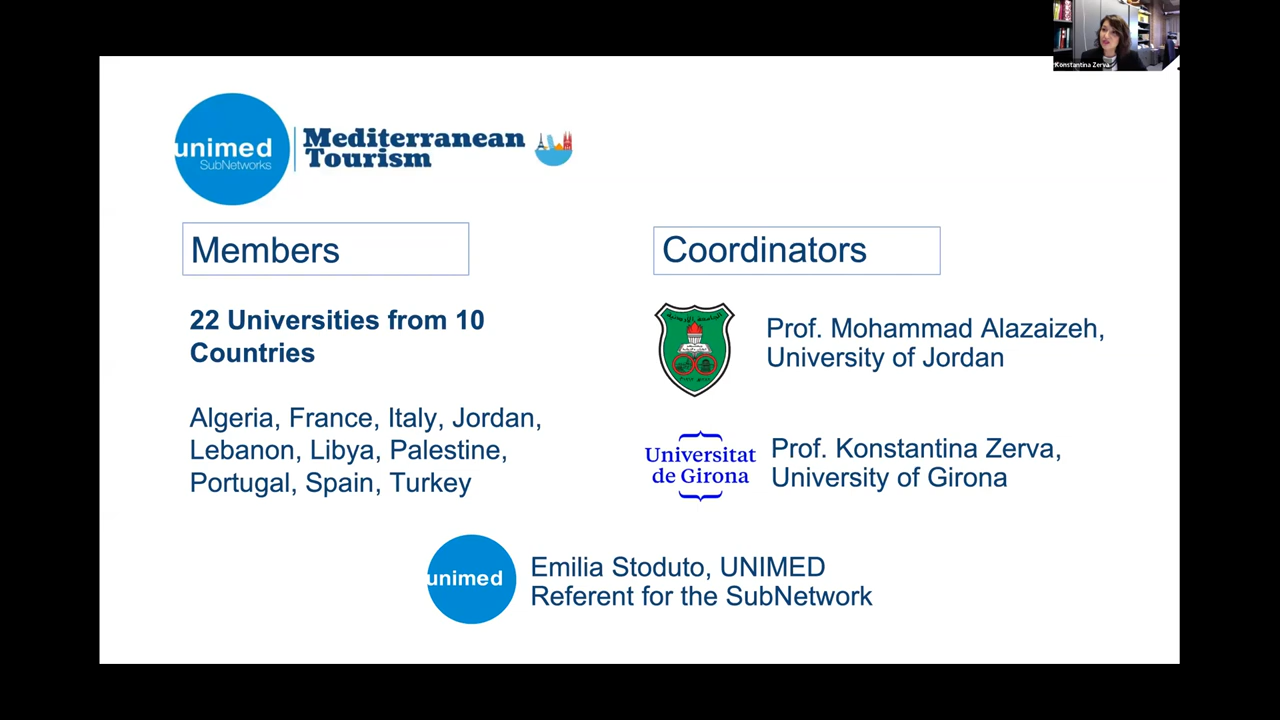 Konstantina Zerva
unimed
SubNetworks
Mediterranean
Tourism
Members
Coordinators
22 Universities from 10
Countries
Algeria, France, Italy, Jordan,
Lebanon, Libya, Palestine,
Portugal, Spain, Turkey
الجامعة الأردنية
Prof. Mohammad Alazaizeh,
University of Jordan
Universitat
de Girona
Prof. Konstantina Zerva,
University of Girona
unimed
Emilia Stoduto, UNIMED
Referent for the SubNetwork